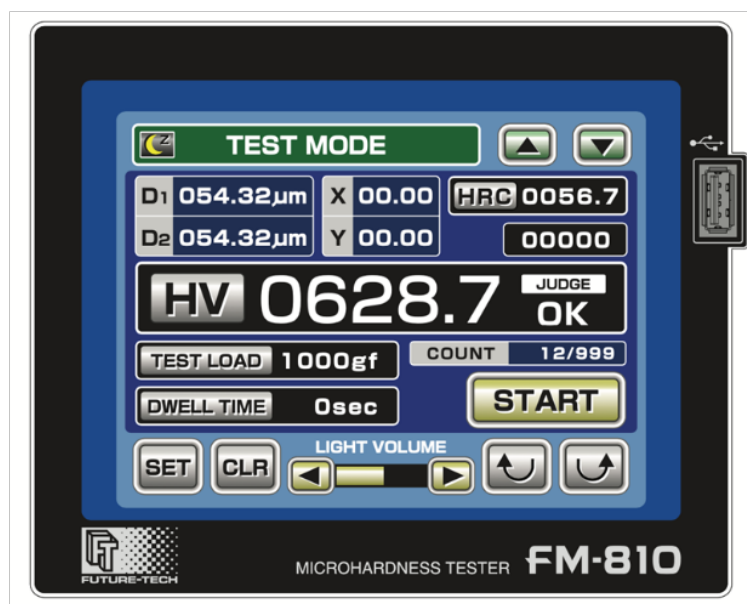 TEST MODE
D1 054.32µm X 00.00 HRC 0056.7
D2 054.32µm Y 00.00 00000
HV 0628.7 JUDGE OK
TEST LOAD 1000gf COUNT 12/999
DWELL TIME 0sec START
LIGHT VOLUME
SET CLR
FT
FUTURE-TECH
MICROHARDNESS TESTER FM-810